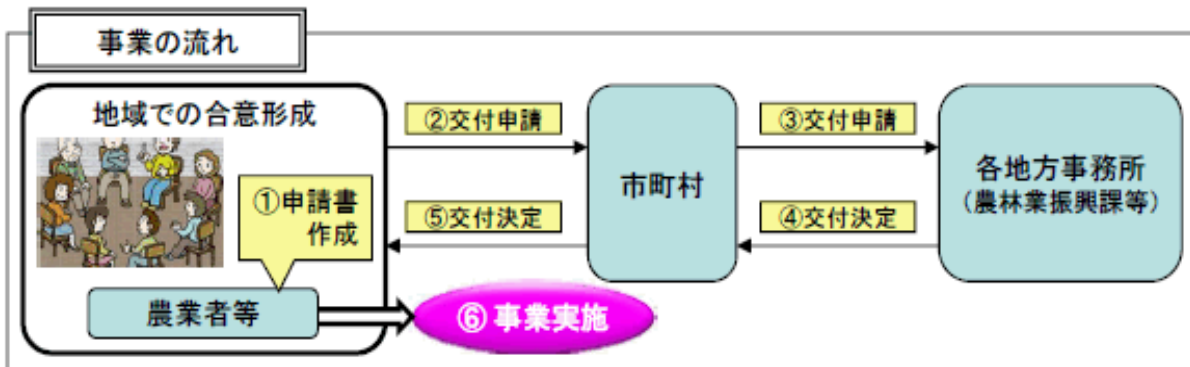 事業の流れ
地域での合意形成
①申請書
作成
農業者等
②交付申請
⑤交付決定
⑥ 事業実施
市町村
③交付申請
④交付決定
各地方事務所
（農林業振興課等）